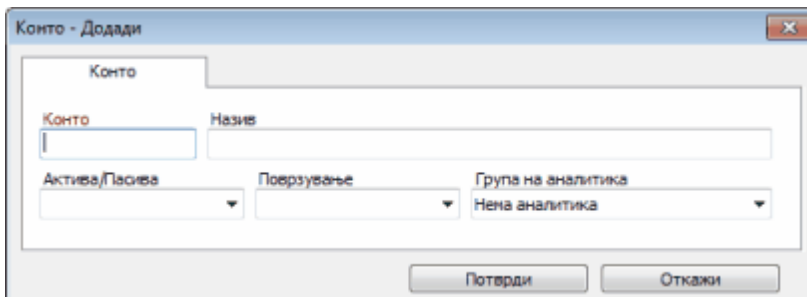 Конто - Додади
Конто
Конто Назив
Актива/Пасива Поврзување Група на аналитика
Нема аналитика
Потврди Откажи